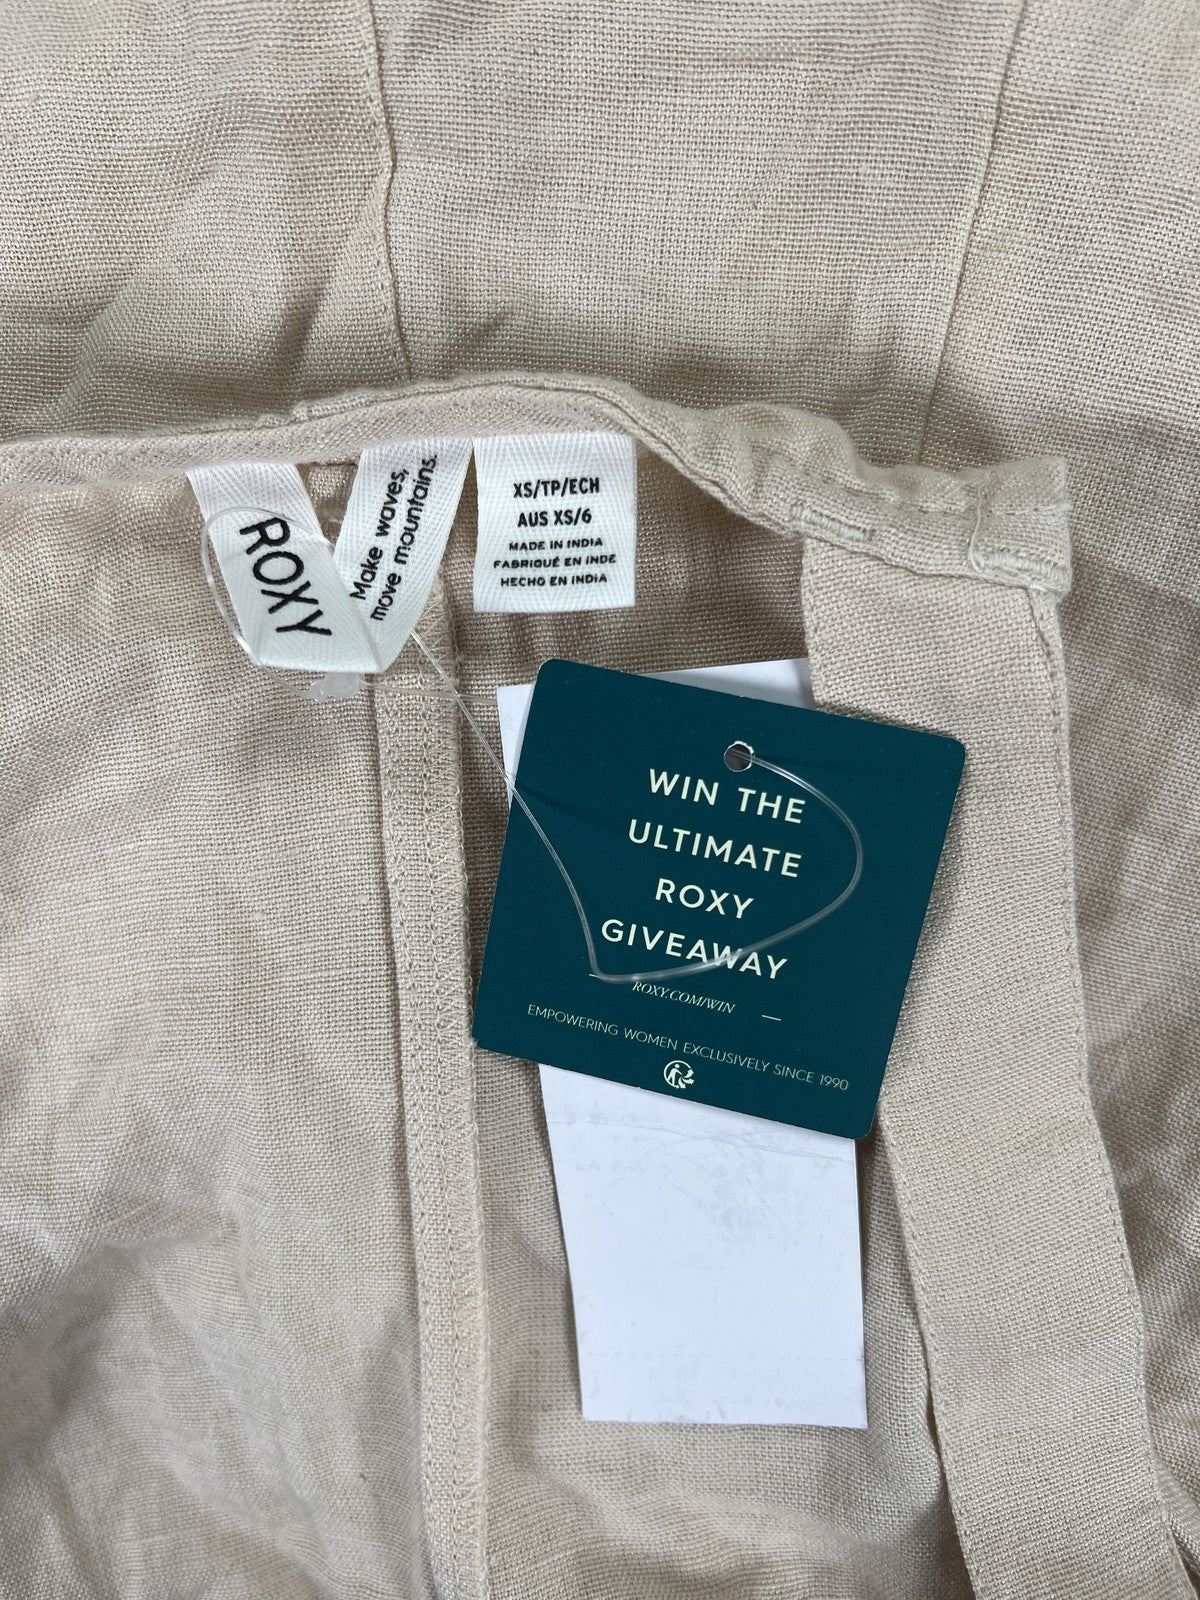 ROXY
Make waves,
move mountains.
XS/TP/ECH
AUS XS/6
MADE IN INDIA
FABRIQUÉ EN INDE
HECHO EN INDIA
WIN THE
ULTIMATE
ROXY
GIVEAWAY
ROXY.COM/WIN
EMPOWERING WOMEN EXCLUSIVELY SINCE 1990